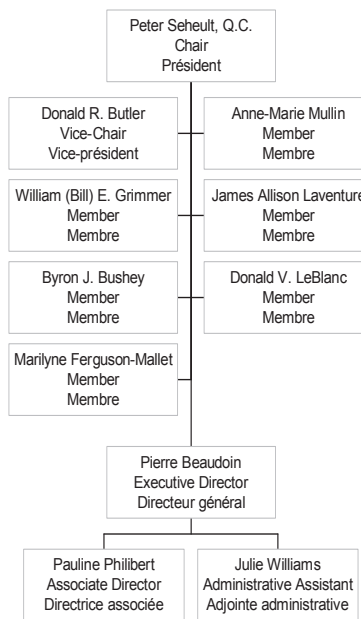 Peter Seheult, Q.C.
Chair
Président
Donald R. Butler
Vice-Chair
Vice-président
Anne-Marie Mullin
Member
Membre
William (Bill) E. Grimmer
Member
Membre
James Allison Laventure
Member
Membre
Byron J. Bushey
Member
Membre
Donald V. LeBlanc
Member
Membre
Marilyne Ferguson-Mallet
Member
Membre
Pierre Beaudoin
Executive Director
Directeur général
Pauline Philibert
Associate Director
Directrice associée
Julie Williams
Administrative Assistant
Adjointe administrative